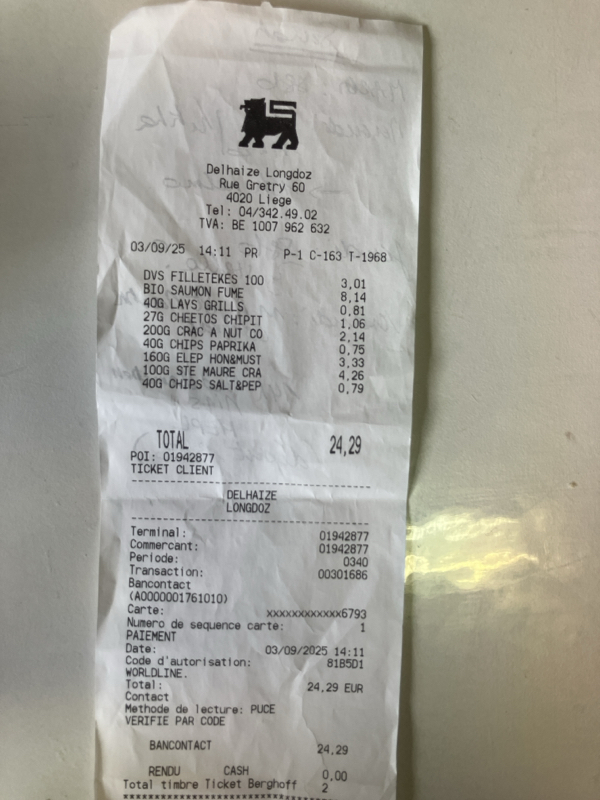 Delhaize Longdoz
Rue Gretry 60
4020 Liege
Tel: 04/342.49.02
TVA: BE 1007 962 632
03/09/25 14:11 PR P-1 C-163 T-1968
DVS FILLETEKES 100 3,01
BIO SAUMON FUME 8,14
40G LAYS GRILLS 0,81
27G CHEETOS CHIPIT 1,06
200G CRAC A NUT CO 2,14
40G CHIPS PAPRIKA 0,75
160G ELEP HON&MUST 3,33
100G STE MAURE CRA 4,26
40G CHIPS SALT&PEP 0,79
TOTAL 24,29
POI: 01942877
TICKET CLIENT
DELHAIZE
LONGDOZ
Terminal: 01942877
Commercant: 01942877
Periode: 0340
Transaction: 00301686
Bancontact
(A0000001761010)
Carte: xxxxxxxxxxxx6793
Numero de sequence carte: 1
PAIEMENT
Date: 03/09/2025 14:11
Code d'autorisation: 81B5D1
WORLDLINE.
Total: 24,29 EUR
Contact
Methode de lecture: PUCE
VERIFIE PAR CODE
BANCONTACT 24,29
RENDU CASH 0,00
Total timbre Ticket Berghoff 2